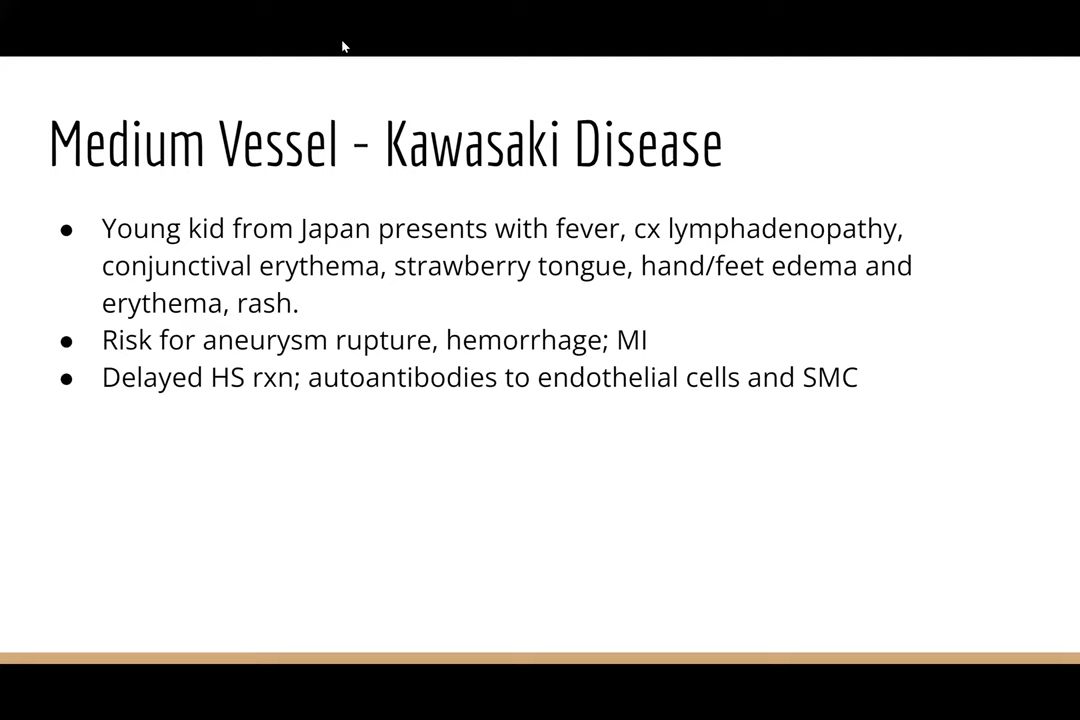 Medium Vessel - Kawasaki Disease
● Young kid from Japan presents with fever, cx lymphadenopathy,
conjunctival erythema, strawberry tongue, hand/feet edema and
erythema, rash.
● Risk for aneurysm rupture, hemorrhage; MI
● Delayed HS rxn; autoantibodies to endothelial cells and SMC